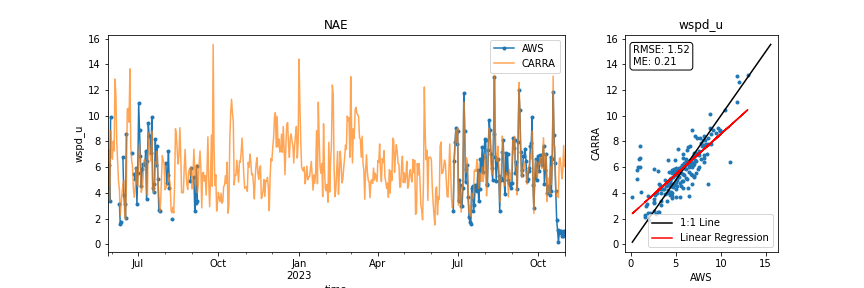 NAE
wspd_u
16
14
12
10
8
6
4
2
0
AWS
CARRA
Jul
Oct
Jan
2023
Apr
Jul
Oct
time
wspd_u
CARRA
16
14
12
10
8
6
4
2
0
RMSE: 1.52
ME: 0.21
1:1 Line
Linear Regression
0
5
10
15
AWS